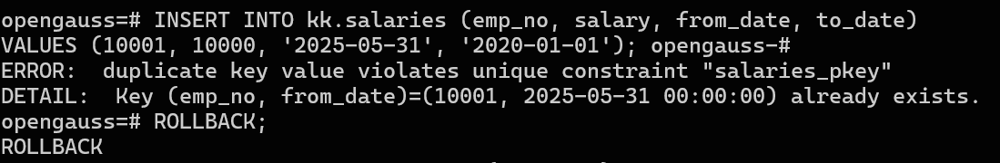 opengauss=# INSERT INTO kk.salaries (emp_no, salary, from_date, to_date)
VALUES (10001, 10000, '2025-05-31', '2020-01-01'); opengauss-#
ERROR:  duplicate key value violates unique constraint "salaries_pkey"
DETAIL:  Key (emp_no, from_date)=(10001, 2025-05-31 00:00:00) already exists.
opengauss=# ROLLBACK;
ROLLBACK